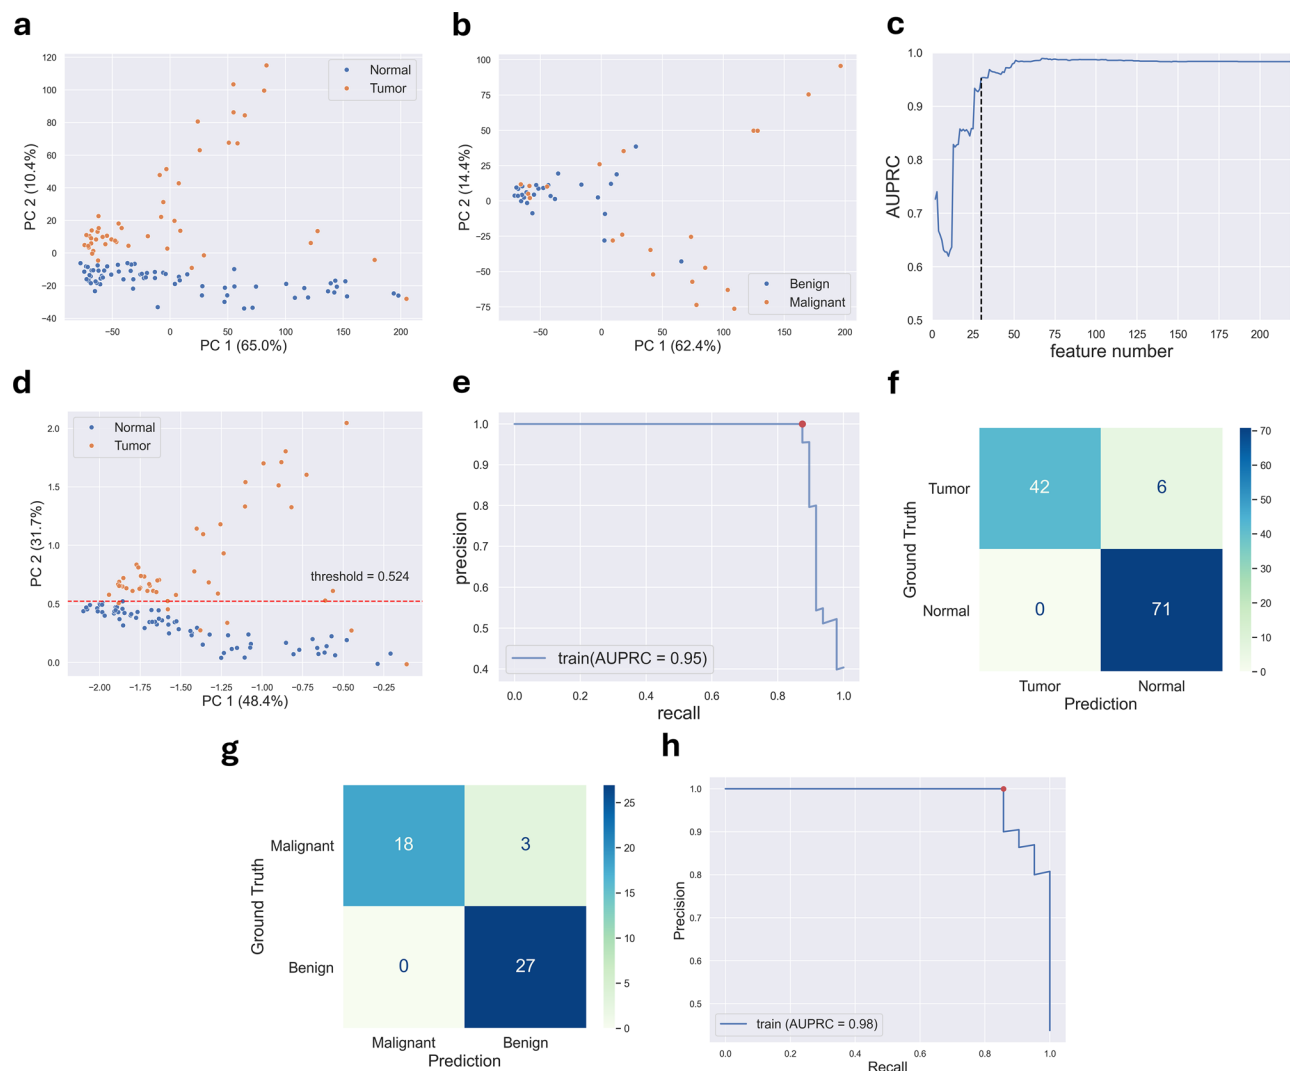 a
120
100
80
60
40
20
0
−20
−40
−50
0
50
100
150
200
PC 2 (10.4%)
PC 1 (65.0%)
Normal
Tumor
b
100
75
50
25
0
−25
−50
−75
−50
0
50
100
150
200
PC 2 (14.4%)
PC 1 (62.4%)
Benign
Malignant
c
1.0
0.9
0.8
0.7
0.6
0.5
0
25
50
75
100
125
150
175
200
AUPRC
feature number
d
2.0
1.5
1.0
0.5
0.0
−2.00
−1.75
−1.50
−1.25
−1.00
−0.75
−0.50
−0.25
PC 2 (31.7%)
PC 1 (48.4%)
Normal
Tumor
threshold = 0.524
e
1.0
0.9
0.8
0.7
0.6
0.5
0.4
0.0
0.2
0.4
0.6
0.8
1.0
precision
recall
train(AUPRC = 0.95)
f
Ground Truth
Tumor
Normal
42
6
0
71
Tumor
Normal
Prediction
70
60
50
40
30
20
10
0
g
Ground Truth
Malignant
Benign
18
3
0
27
Malignant
Benign
Prediction
25
20
15
10
5
0
h
1.0
0.9
0.8
0.7
0.6
0.5
0.0
0.2
0.4
0.6
0.8
1.0
Precision
Recall
train (AUPRC = 0.98)